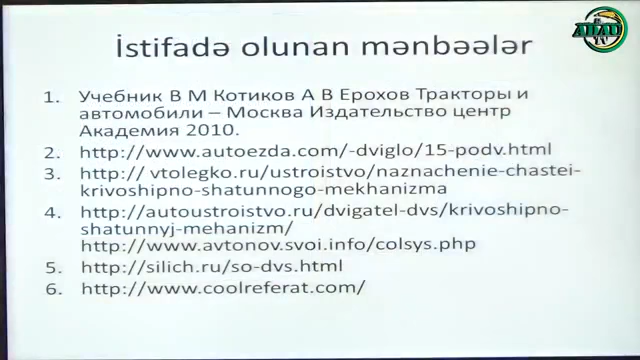 ADAU
TV
İstifadə olunan mənbəələr
1. Учебник В М Котиков А В Ерохов Тракторы и
автомобили – Москва Издательство центр
Академия 2010.
2. http://www.autoezda.com/-dviglo/15-podv.html
3. http:// vtolegko.ru/ustroistvo/naznachenie-chastei-
krivoshipno-shatunnogo-mekhanizma
4. http://autoustroistvo.ru/dvigatel-dvs/krivoshipno-
shatunnyj-mehanizm/
http://www.avtonov.svoi.info/colsys.php
5. http://silich.ru/so-dvs.html
6. http://www.coolreferat.com/